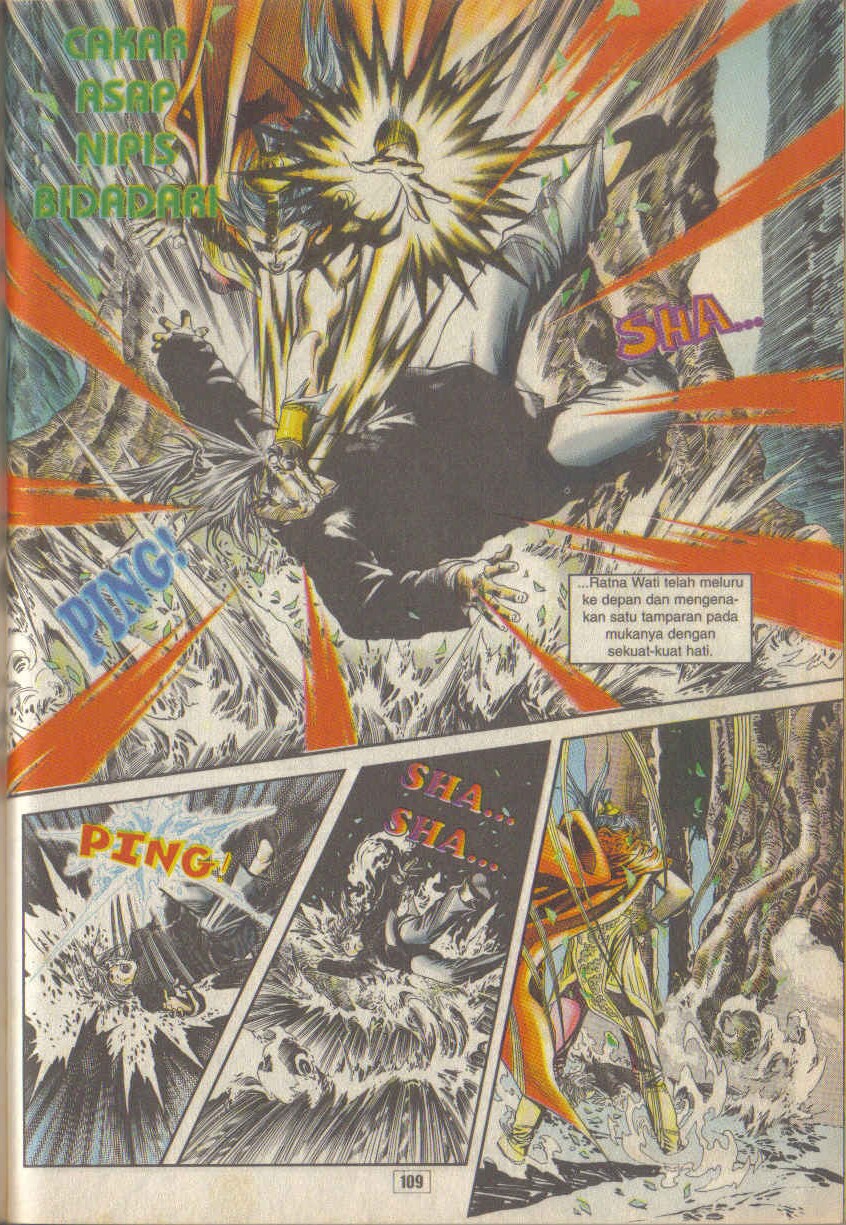 CAKAR
ASAP
NIPIS
BIDADARI
SHA...
PING!
...Ratna Wati telah meluru
ke depan dan mengena-
kan satu tamparan pada
mukanya dengan
sekuat-kuat hati.
PING!
SHA...
SHA...
109